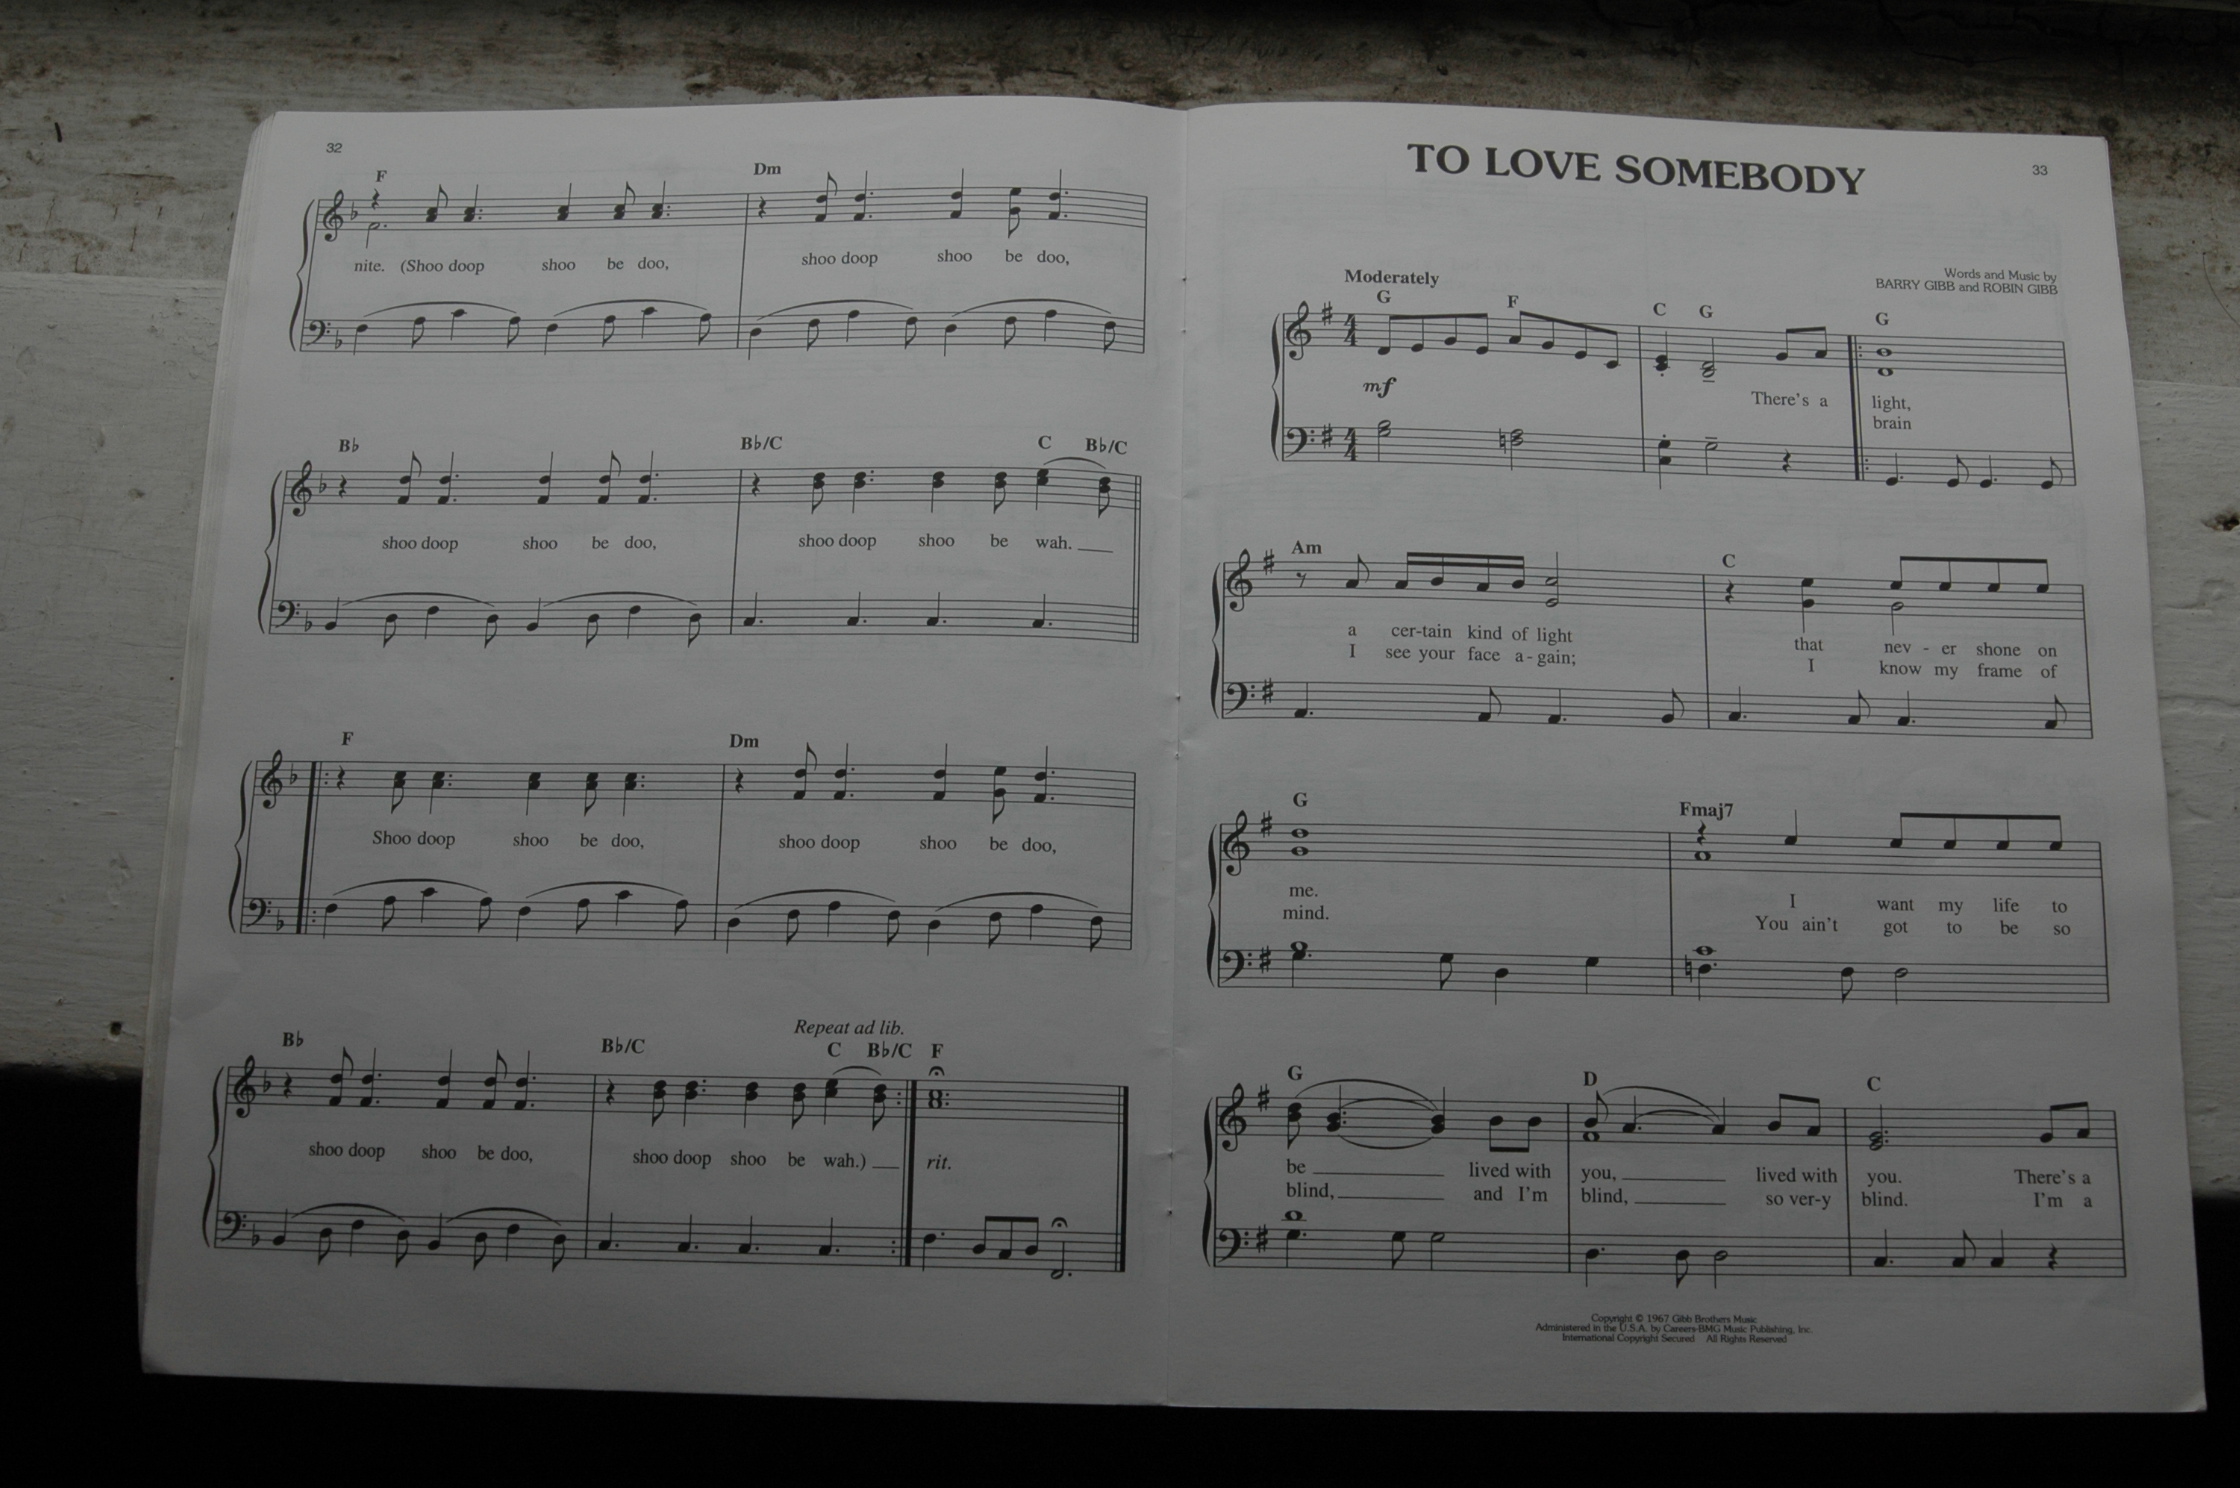 32
F Dm
nite. (Shoo doop shoo be doo, shoo doop shoo be doo,
B♭ B♭/C C B♭/C
shoo doop shoo be doo, shoo doop shoo be wah.
F Dm
Shoo doop shoo be doo, shoo doop shoo be doo,
Repeat ad lib.
B♭ B♭/C C B♭/C F
shoo doop shoo be doo, shoo doop shoo be wah.) rit.
33
TO LOVE SOMEBODY
Words and Music by
BARRY GIBB and ROBIN GIBB
Moderately
G F C G G
4 4
mf
There's a light,
brain
4 4
Am C
a cer-tain kind of light that nev - er shone on
I see your face a - gain; I know my frame of
G Fmaj7
me. I want my life to
mind. You ain't got to be so
G D C
be lived with you, lived with you. There's a
blind, and I'm blind, so ver-y blind. I'm a
Copyright © 1967 Gibb Brothers Music
Administered in the U.S.A. by Careers-BMG Music Publishing, Inc.
International Copyright Secured All Rights Reserved